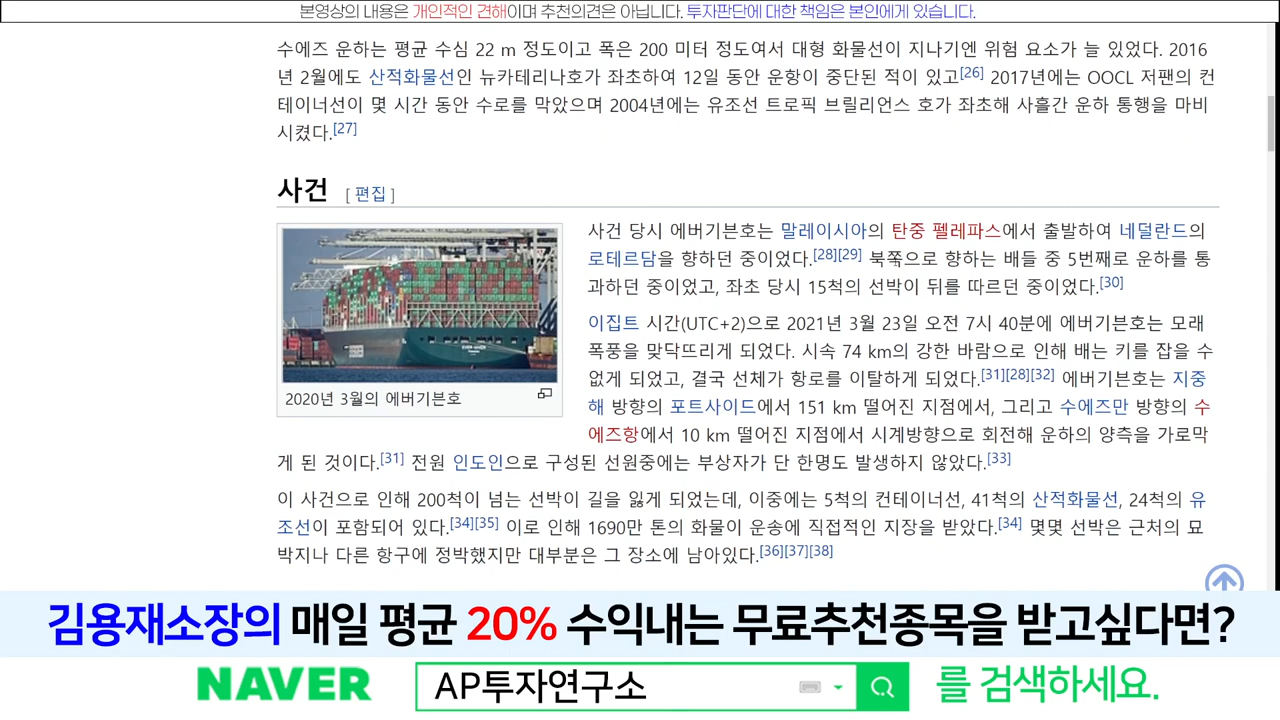 본영상의 내용은 개인적인 견해이며 추천의견은 아닙니다. 투자판단에 대한 책임은 본인에게 있습니다.
수에즈 운하는 평균 수심 22 m 정도이고 폭은 200 미터 정도여서 대형 화물선이 지나기엔 위험 요소가 늘 있었다. 2016
년 2월에도 산적화물선인 뉴카테리나호가 좌초하여 12일 동안 운항이 중단된 적이 있고[26] 2017년에는 OOCL 저팬의 컨
테이너선이 몇 시간 동안 수로를 막았으며 2004년에는 유조선 트로픽 브릴리언스 호가 좌초해 사흘간 운하 통행을 마비
시켰다.[27]
사건 [ 편집 ]
사건 당시 에버기븐호는 말레이시아의 탄중 펠레파스에서 출발하여 네덜란드의
로테르담을 향하던 중이었다.[28][29] 북쪽으로 향하는 배들 중 5번째로 운하를 통
과하던 중이었고, 좌초 당시 15척의 선박이 뒤를 따르던 중이었다.[30]
이집트 시간(UTC+2)으로 2021년 3월 23일 오전 7시 40분에 에버기븐호는 모래
폭풍을 맞닥뜨리게 되었다. 시속 74 km의 강한 바람으로 인해 배는 키를 잡을 수
없게 되었고, 결국 선체가 항로를 이탈하게 되었다.[31][28][32] 에버기븐호는 지중
2020년 3월의 에버기븐호
해 방향의 포트사이드에서 151 km 떨어진 지점에서, 그리고 수에즈만 방향의 수
에즈항에서 10 km 떨어진 지점에서 시계방향으로 회전해 운하의 양측을 가로막
게 된 것이다.[31] 전원 인도인으로 구성된 선원중에는 부상자가 단 한명도 발생하지 않았다.[33]
이 사건으로 인해 200척이 넘는 선박이 길을 잃게 되었는데, 이중에는 5척의 컨테이너선, 41척의 산적화물선, 24척의 유
조선이 포함되어 있다.[34][35] 이로 인해 1690만 톤의 화물이 운송에 직접적인 지장을 받았다.[34] 몇몇 선박은 근처의 묘
박지나 다른 항구에 정박했지만 대부분은 그 장소에 남아있다.[36][37][38]
김용재소장의 매일 평균 20% 수익내는 무료추천종목을 받고싶다면?
NAVER AP투자연구소 를 검색하세요.